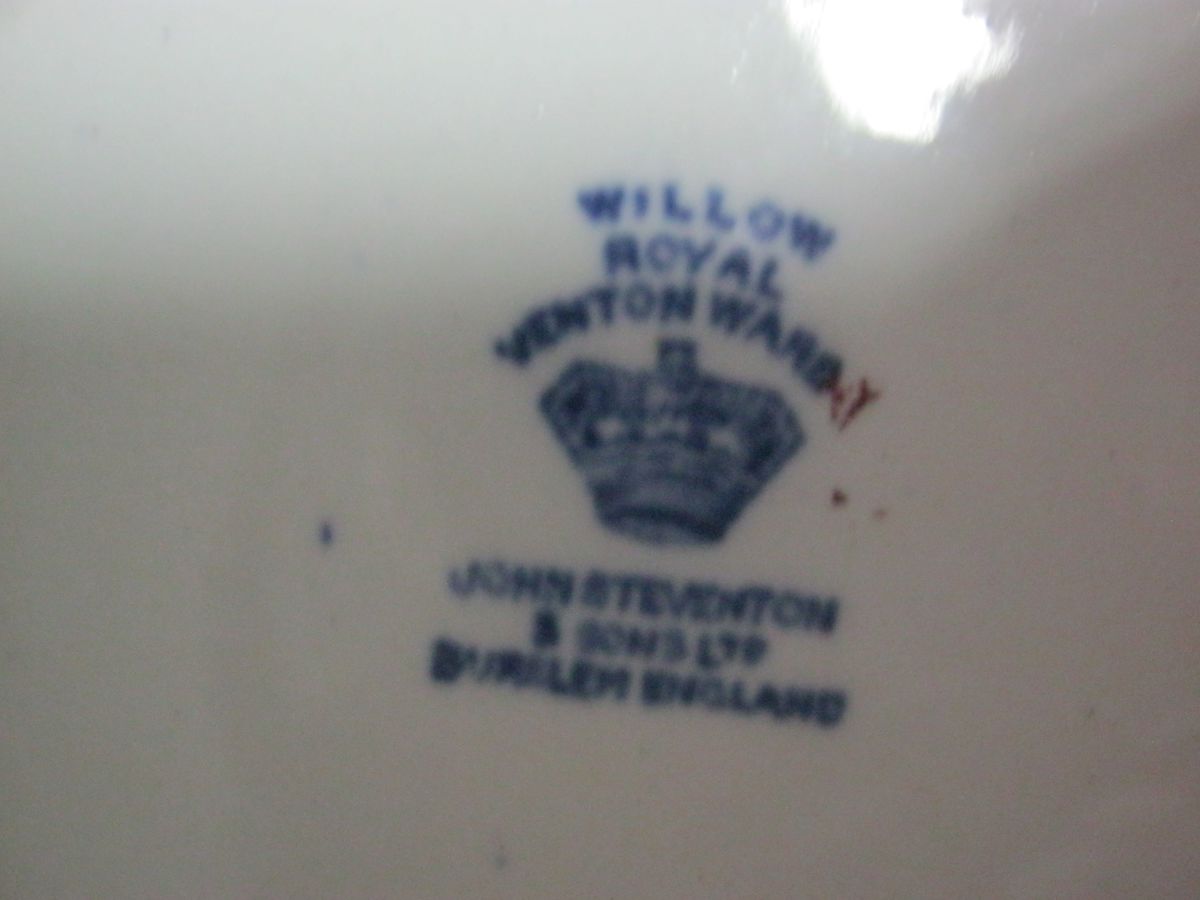 WILLOW
ROYAL
VENTON WARE
JOHN STEVENTON
& SONS LTD
BURSLEM ENGLAND